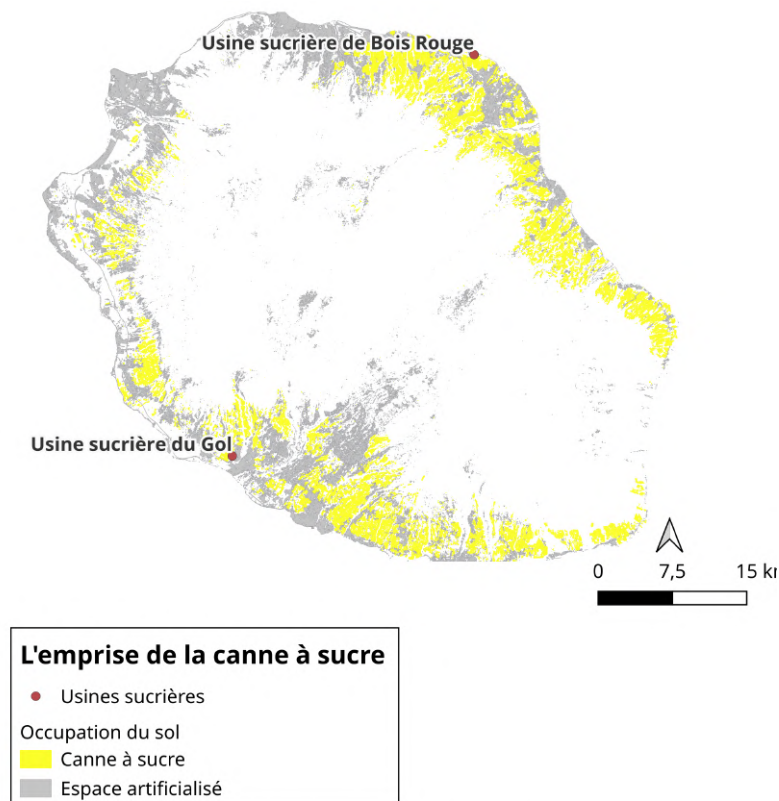 Usine sucrière de Bois Rouge
Usine sucrière du Gol
0 7,5 15 km
L'emprise de la canne à sucre
Usines sucrières
Occupation du sol
Canne à sucre
Espace artificialisé